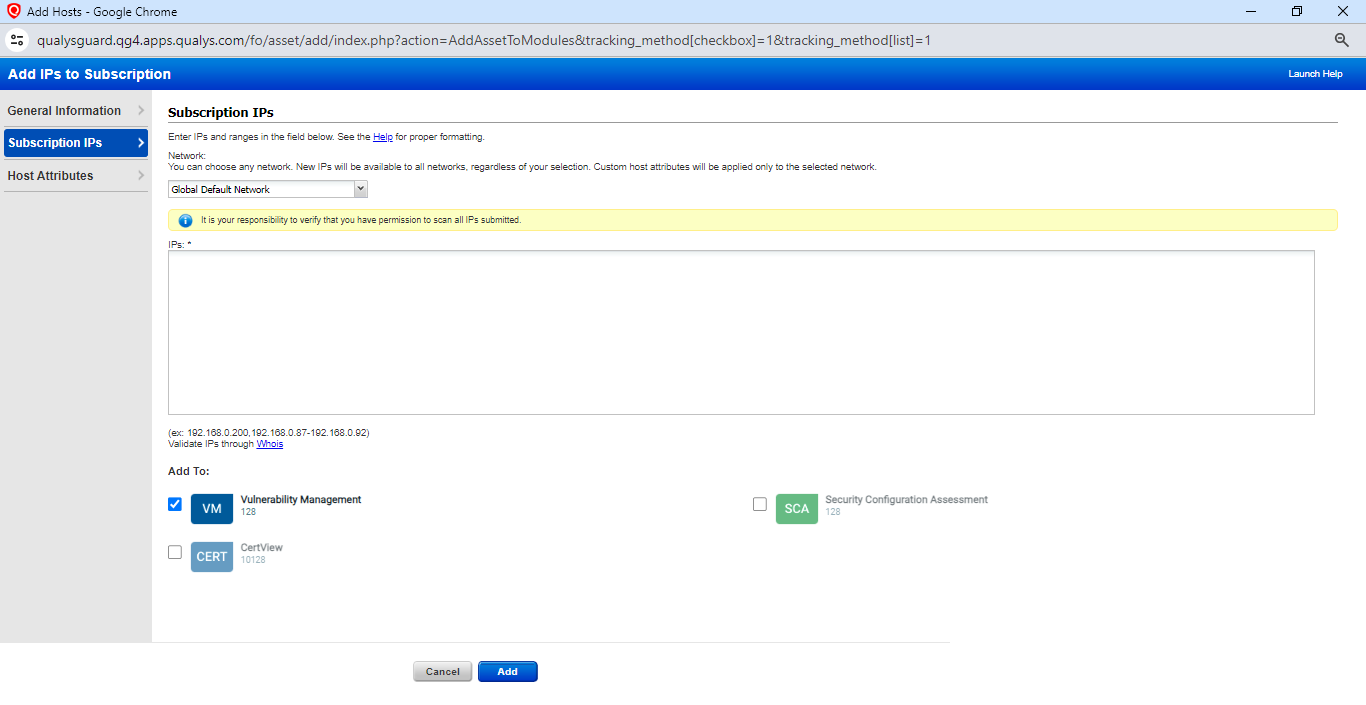 Add Hosts - Google Chrome
qualysguard.qg4.apps.qualys.com/fo/asset/add/index.php?action=AddAssetToModules&tracking_method[checkbox]=1&tracking_method[list]=1
Add IPs to Subscription
Launch Help
General Information
Subscription IPs
Host Attributes
Subscription IPs
Enter IPs and ranges in the field below. See the Help for proper formatting.
Network:
You can choose any network. New IPs will be available to all networks, regardless of your selection. Custom host attributes will be applied only to the selected network.
Global Default Network
It is your responsibility to verify that you have permission to scan all IPs submitted.
IPs: *
(ex: 192.168.0.200,192.168.0.87-192.168.0.92)
Validate IPs through Whois
Add To:
VM
Vulnerability Management
128
SCA
Security Configuration Assessment
128
CERT
CertView
10128
Cancel
Add